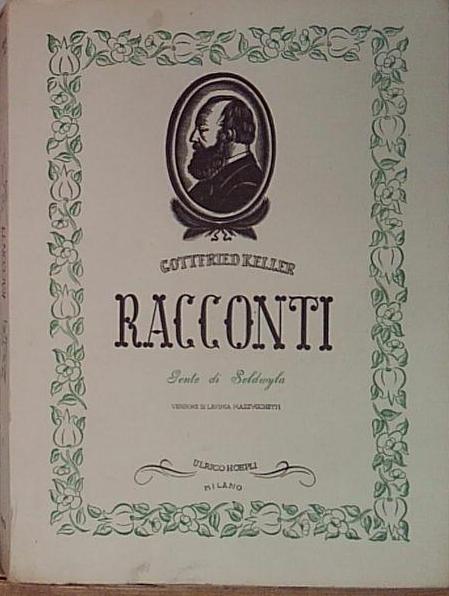 GOTTFRIED KELLER
RACCONTI
Gente di Seldwyla
VERSIONE DI LAVINIA MAZZUCCHETTI
ULRICO HOEPLI
MILANO